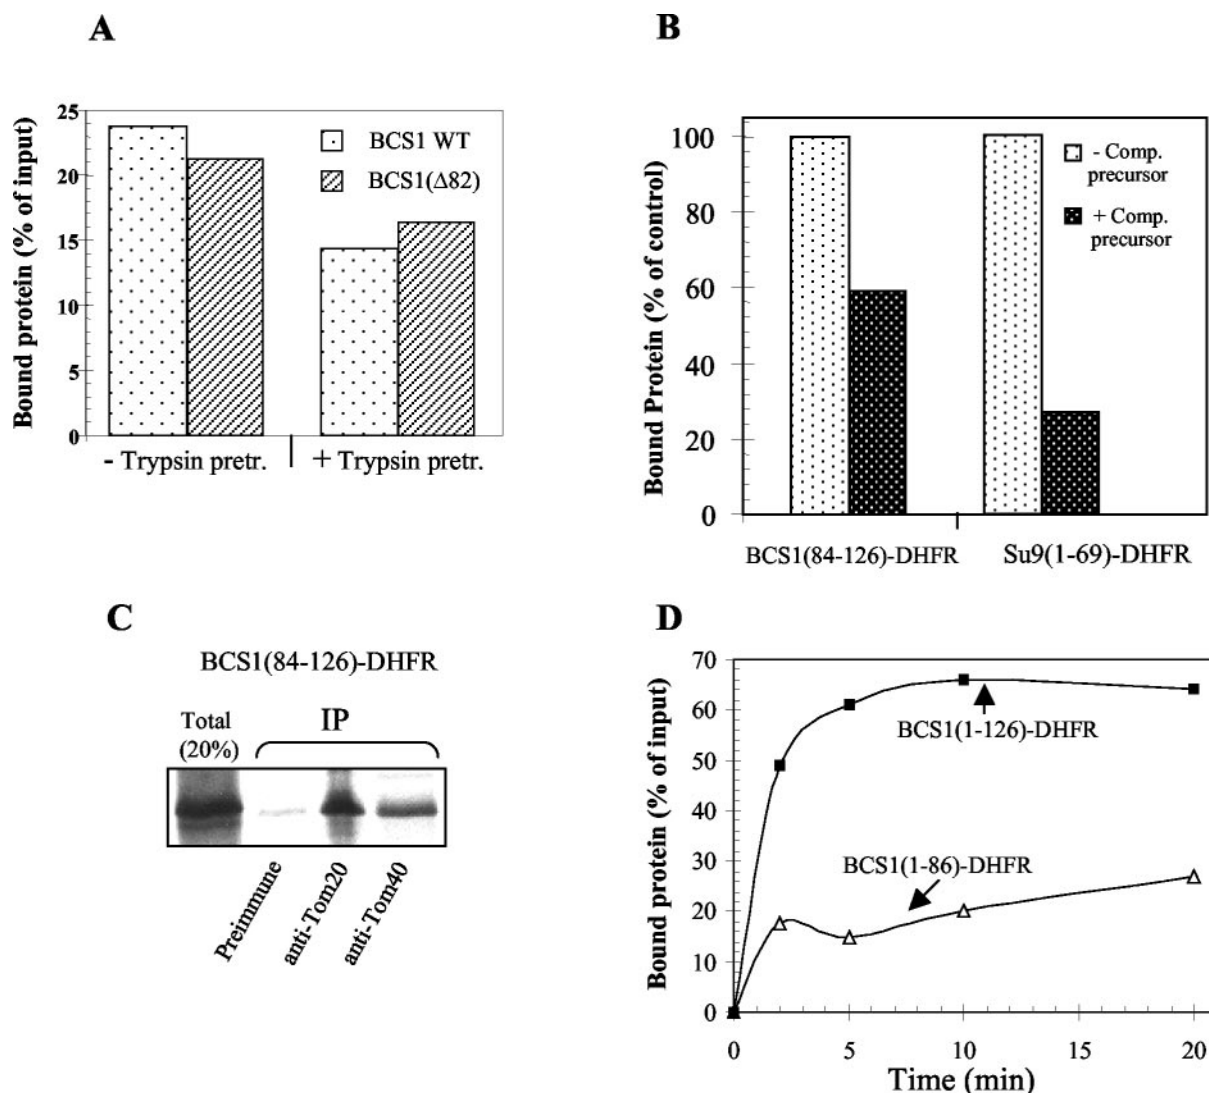 A
Bound protein (% of input)
25
20
15
10
5
0
BCS1 WT
BCS1(Δ82)
- Trypsin pretr.
+ Trypsin pretr.
B
Bound Protein (% of control)
100
80
60
40
20
0
- Comp.
precursor
+ Comp.
precursor
BCS1(84-126)-DHFR
Su9(1-69)-DHFR
C
BCS1(84-126)-DHFR
Total
(20%)
IP
Preimmune
anti-Tom20
anti-Tom40
D
Bound protein (% of input)
70
60
50
40
30
20
10
0
BCS1(1-126)-DHFR
BCS1(1-86)-DHFR
0 5 10 15 20
Time (min)